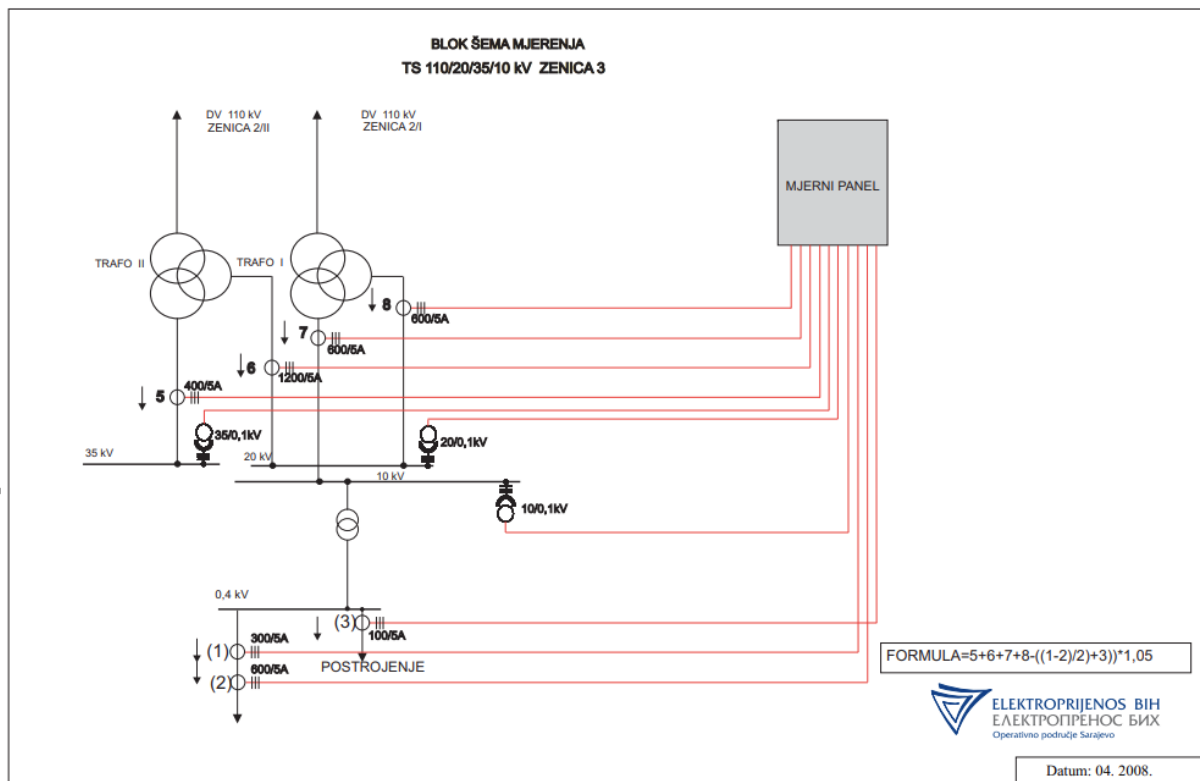 BLOK ŠEMA MJERENJA
TS 110/20/35/10 kV ZENICA 3
DV 110 kV
ZENICA 2/II
DV 110 kV
ZENICA 2/I
MJERNI PANEL
TRAFO II
TRAFO I
8
600/5A
7
600/5A
6
1200/5A
5
400/5A
35/0,1kV
20/0,1kV
35 kV
20 kV
10 kV
10/0,1kV
0,4 kV
(3)
100/5A
(1)
300/5A
POSTROJENJE
(2)
600/5A
FORMULA=5+6+7+8-((1-2)/2)+3))*1,05
ELEKTROPRIJENOS BIH
ЕЛЕКТРОПРЕНОС БИХ
Operativno područje Sarajevo
Datum: 04. 2008.